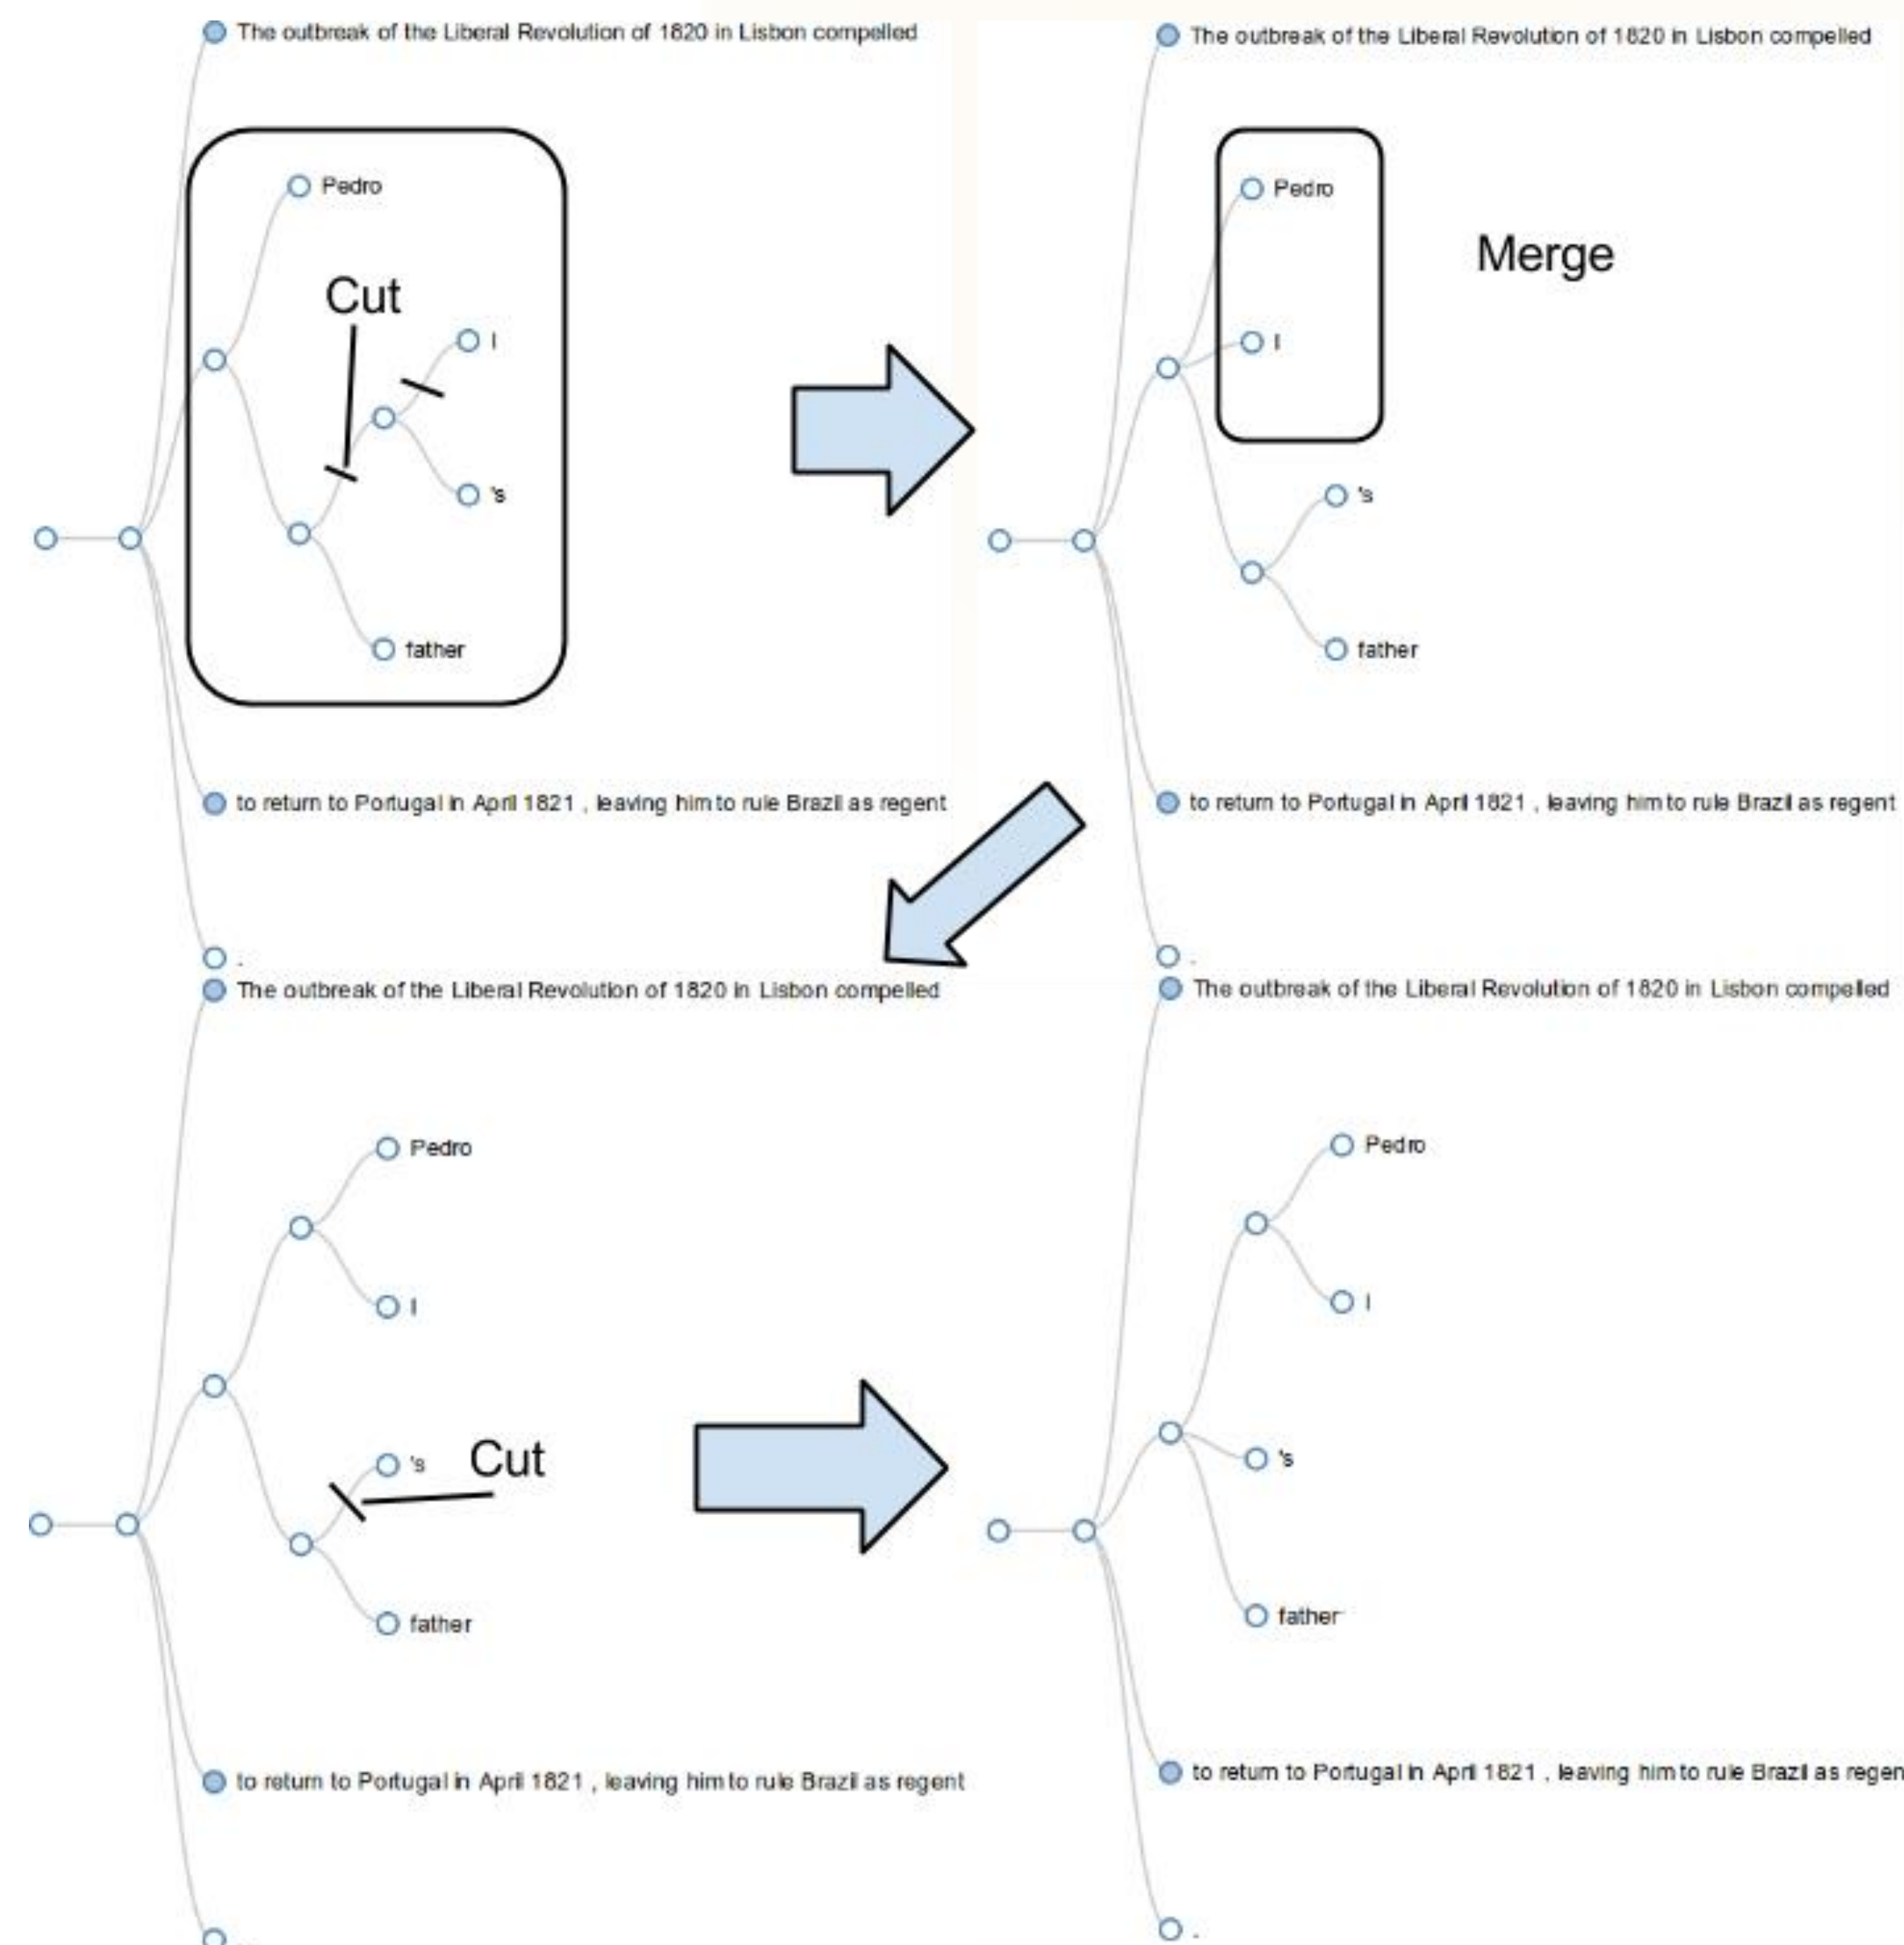 The outbreak of the Liberal Revolution of 1820 in Lisbon compelled
Pedro
Cut
I
's
father
to return to Portugal in April 1821 , leaving him to rule Brazil as regent
.
The outbreak of the Liberal Revolution of 1820 in Lisbon compelled
Pedro
Merge
I
's
father
to return to Portugal in April 1821 , leaving him to rule Brazil as regent
.
The outbreak of the Liberal Revolution of 1820 in Lisbon compelled
Pedro
I
's
Cut
father
to return to Portugal in April 1821 , leaving him to rule Brazil as regent
.
The outbreak of the Liberal Revolution of 1820 in Lisbon compelled
Pedro
I
's
father
to return to Portugal in April 1821 , leaving him to rule Brazil as regen
.